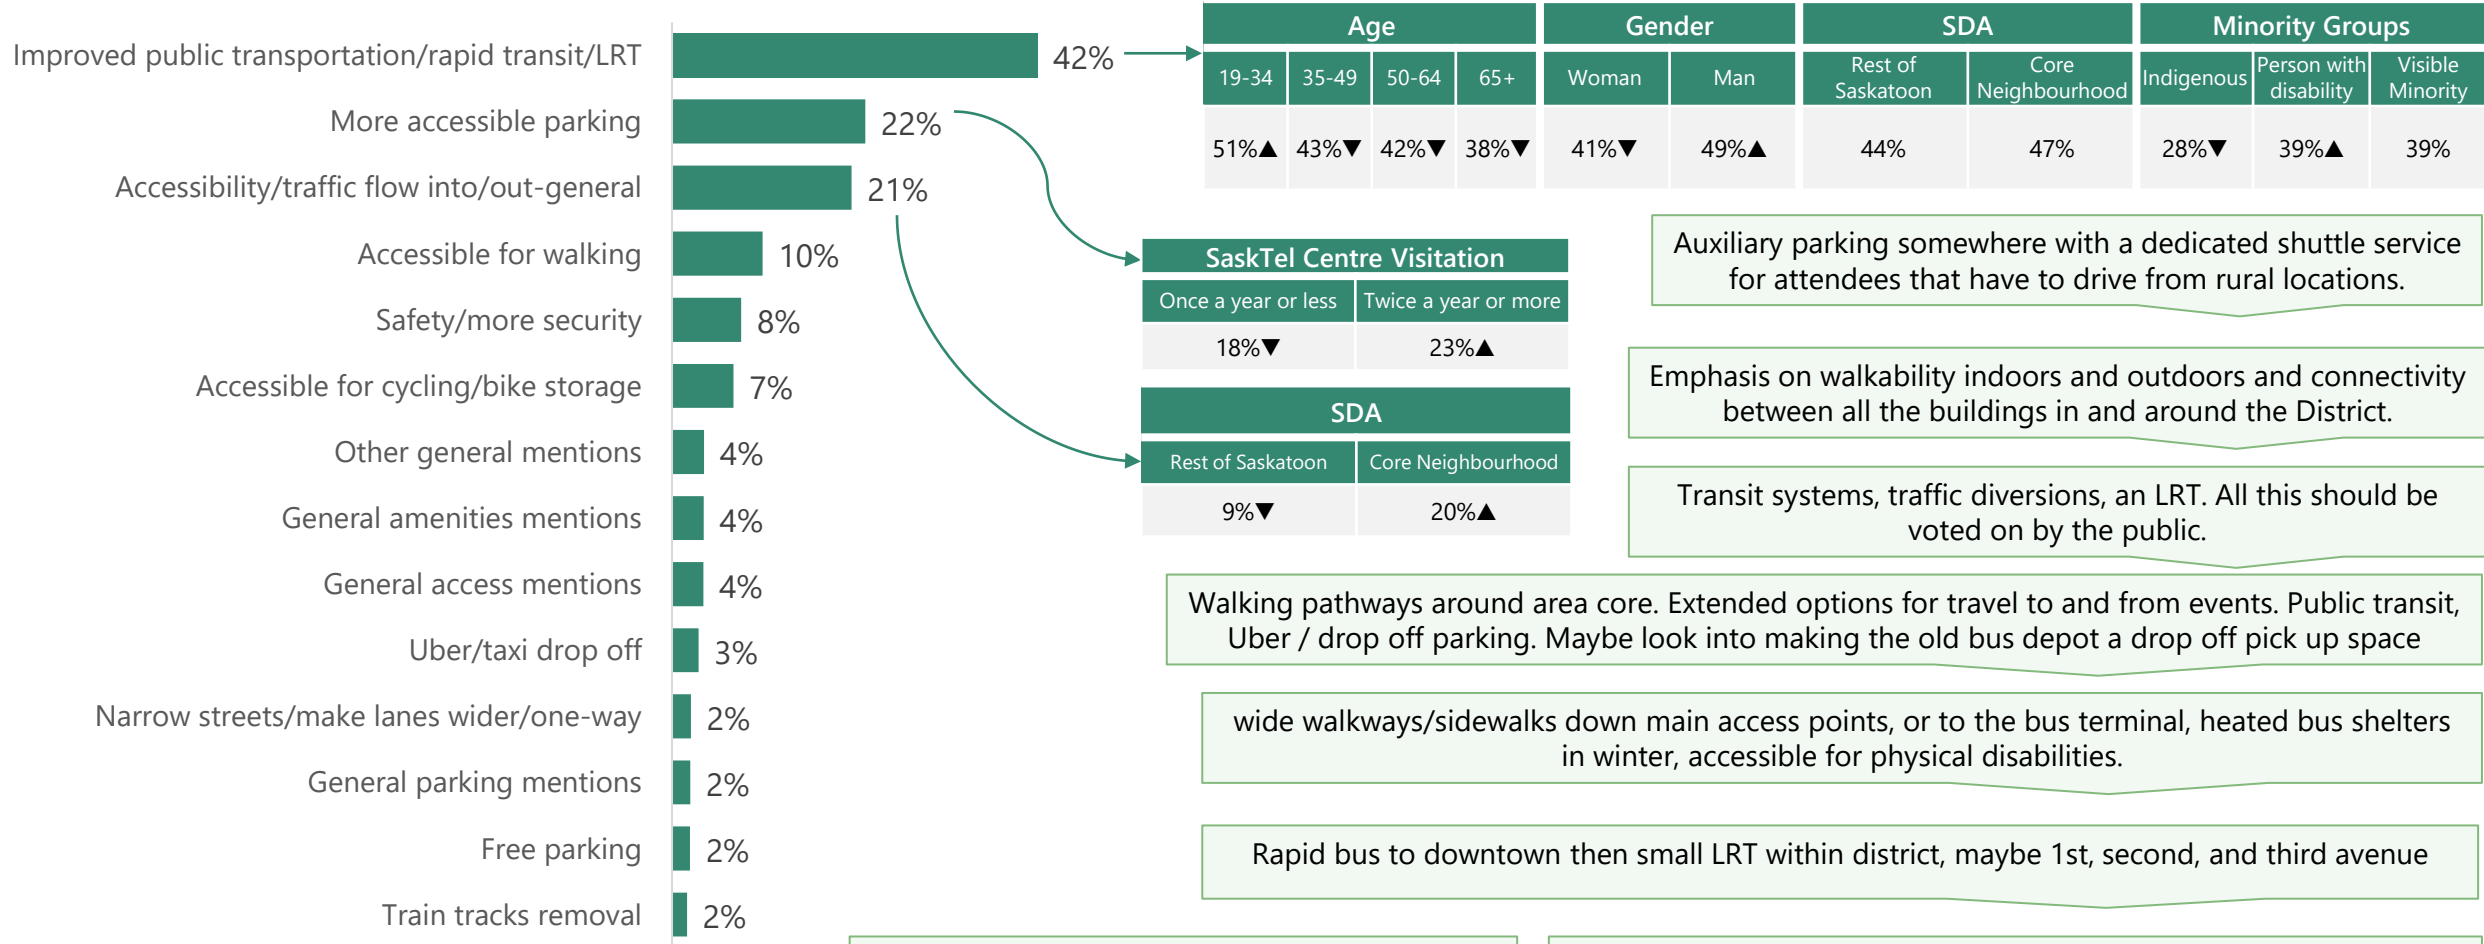 Improved public transportation/rapid transit/LRT
42%
More accessible parking
22%
Accessibility/traffic flow into/out-general
21%
Accessible for walking
10%
Safety/more security
8%
Accessible for cycling/bike storage
7%
Other general mentions
4%
General amenities mentions
4%
General access mentions
4%
Uber/taxi drop off
3%
Narrow streets/make lanes wider/one-way
2%
General parking mentions
2%
Free parking
2%
Train tracks removal
2%
Age Gender SDA Minority Groups
19-34 35-49 50-64 65+ Woman Man Rest of Saskatoon Core Neighbourhood Indigenous Person with disability Visible Minority
51%▲ 43%▼ 42%▼ 38%▼ 41%▼ 49%▲ 44% 47% 28%▼ 39%▲ 39%
SaskTel Centre Visitation
Once a year or less Twice a year or more
18%▼ 23%▲
SDA
Rest of Saskatoon Core Neighbourhood
9%▼ 20%▲
Auxiliary parking somewhere with a dedicated shuttle service
for attendees that have to drive from rural locations.
Emphasis on walkability indoors and outdoors and connectivity
between all the buildings in and around the District.
Transit systems, traffic diversions, an LRT. All this should be
voted on by the public.
Walking pathways around area core. Extended options for travel to and from events. Public transit,
Uber / drop off parking. Maybe look into making the old bus depot a drop off pick up space
wide walkways/sidewalks down main access points, or to the bus terminal, heated bus shelters
in winter, accessible for physical disabilities.
Rapid bus to downtown then small LRT within district, maybe 1st, second, and third avenue